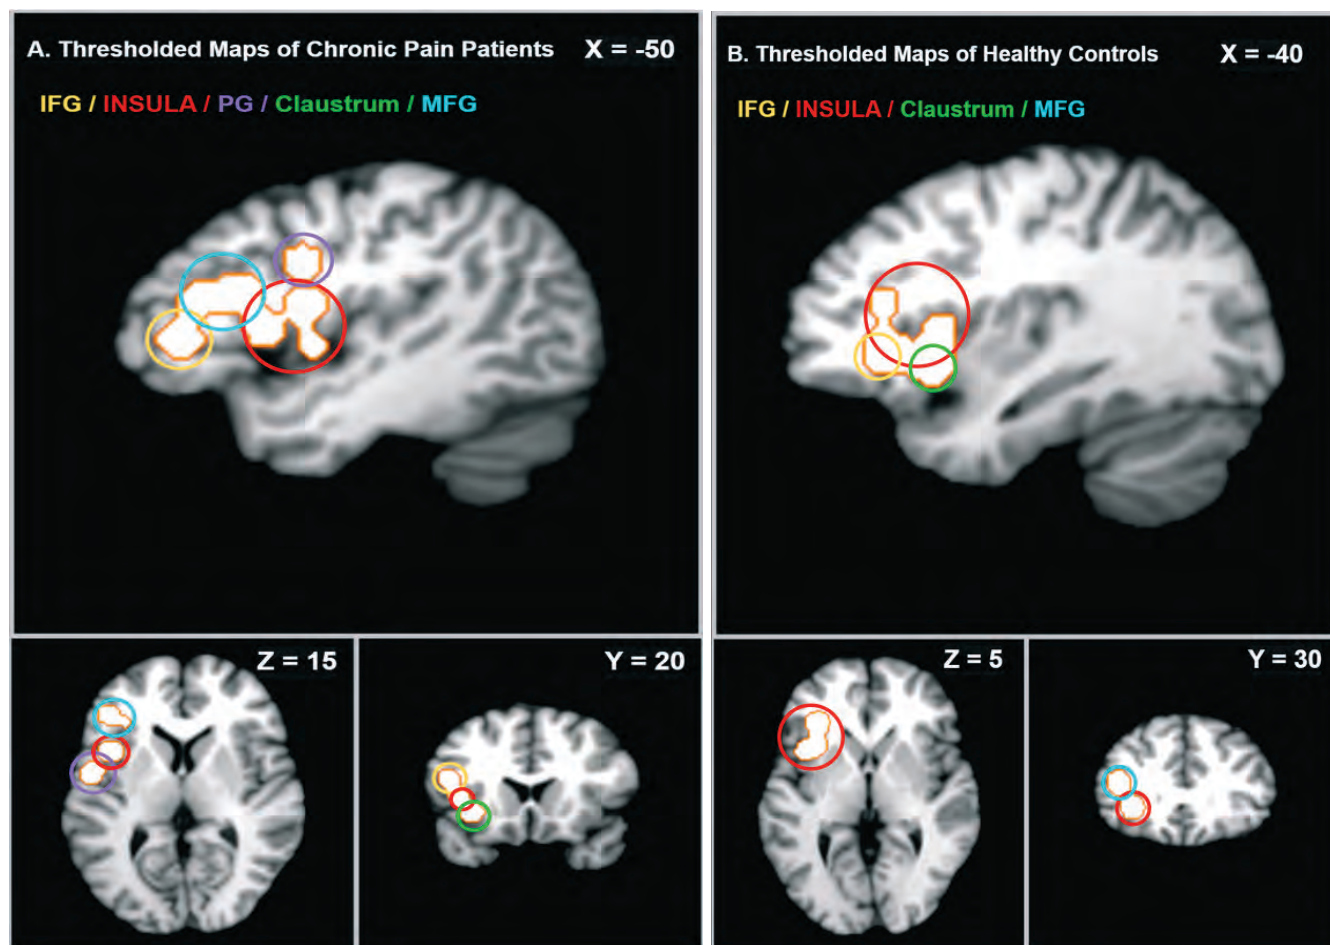 A. Thresholded Maps of Chronic Pain Patients X = -50
IFG / INSULA / PG / Claustrum / MFG
Z = 15
Y = 20
B. Thresholded Maps of Healthy Controls X = -40
IFG / INSULA / Claustrum / MFG
Z = 5
Y = 30